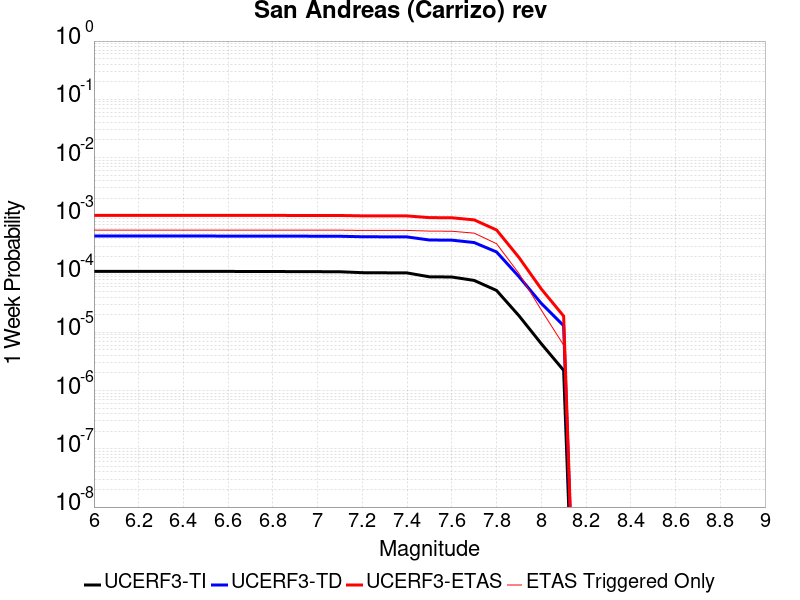 San Andreas (Carrizo) rev
10^0
10^-1
10^-2
10^-3
10^-4
10^-5
10^-6
10^-7
10^-8
1 Week Probability
6 6.2 6.4 6.6 6.8 7 7.2 7.4 7.6 7.8 8 8.2 8.4 8.6 8.8 9
Magnitude
UCERF3-TI UCERF3-TD UCERF3-ETAS ETAS Triggered Only